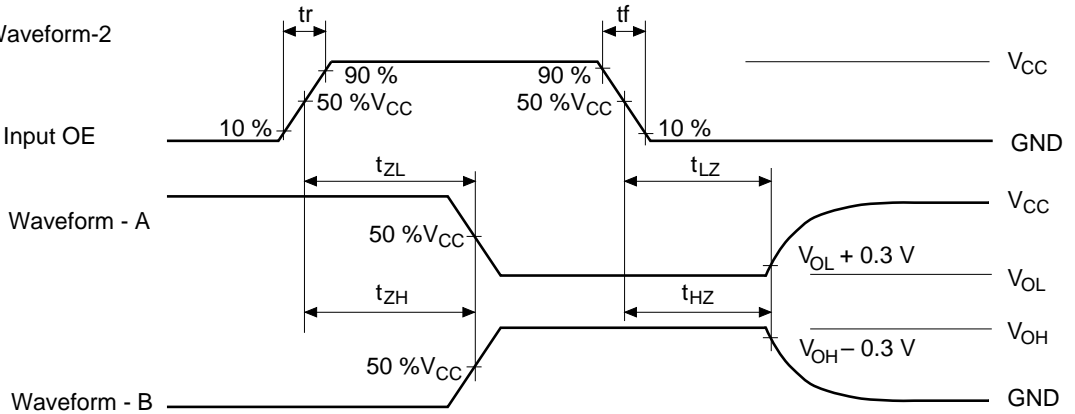 Waveform-2
tr
tf
90 %
90 %
VCC
50 %VCC
50 %VCC
Input OE
10 %
10 %
GND
tZL
tLZ
VCC
Waveform - A
50 %VCC
VOL + 0.3 V
VOL
tZH
tHZ
VOH
VOH – 0.3 V
50 %VCC
Waveform - B
GND